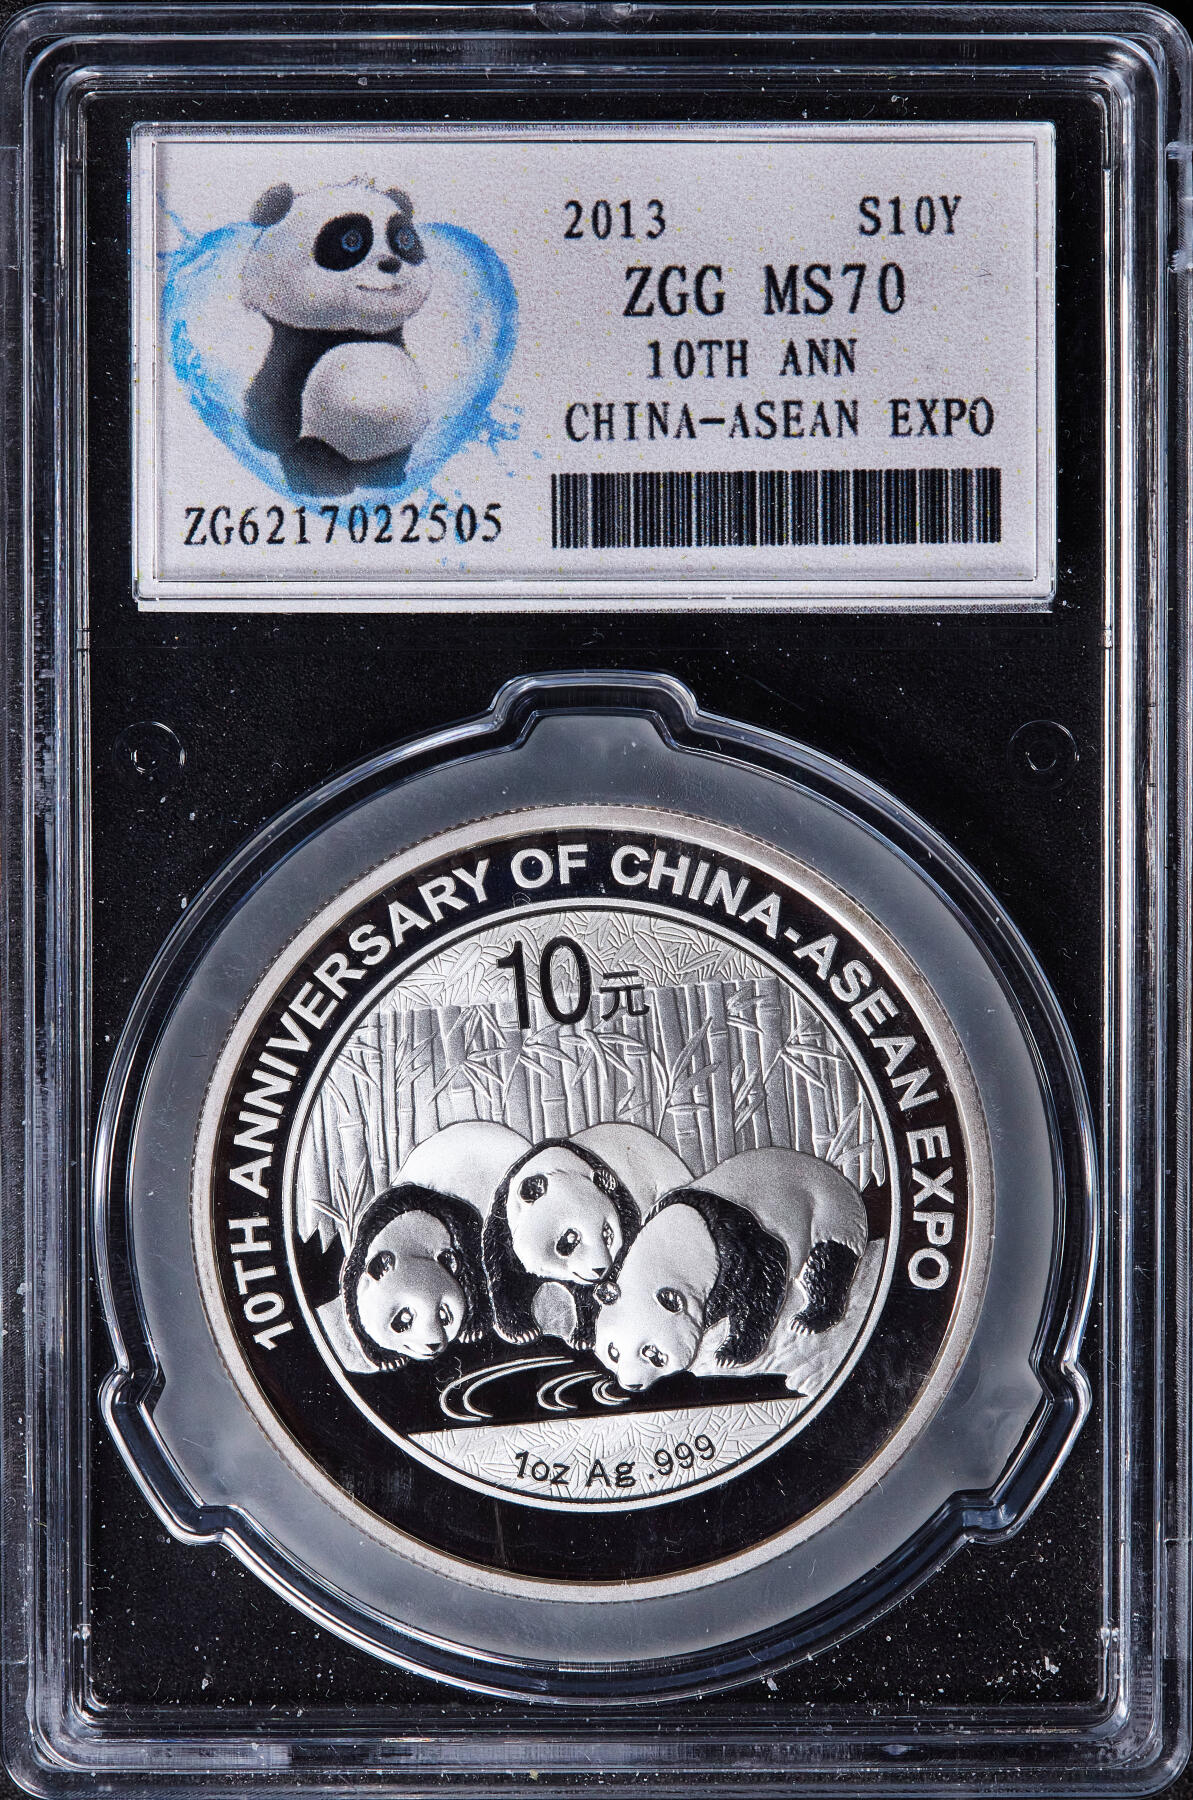 2013 S10Y
ZGG MS70
10TH ANN
CHINA-ASEAN EXPO
ZG6217022505
10TH ANNIVERSARY OF CHINA-ASEAN EXPO
10元
1oz Ag .999